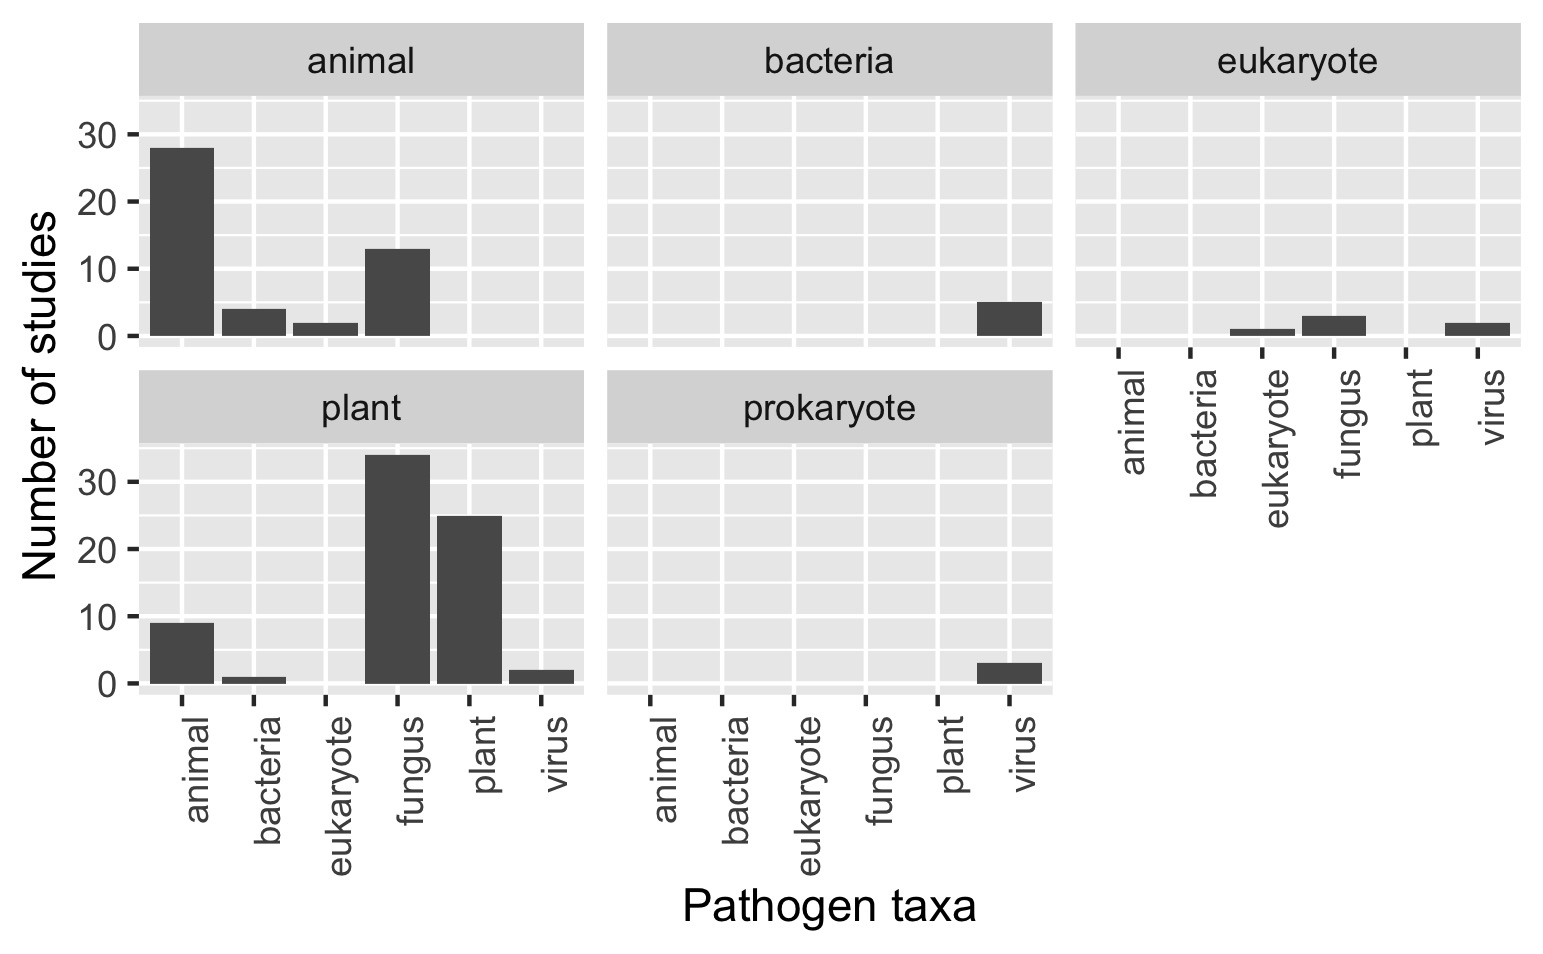 Number of studies
animal
bacteria
eukaryote
30
20
10
0
animal
bacteria
eukaryote
fungus
plant
virus
plant
prokaryote
30
20
10
0
animal
bacteria
eukaryote
fungus
plant
virus
animal
bacteria
eukaryote
fungus
plant
virus
Pathogen taxa